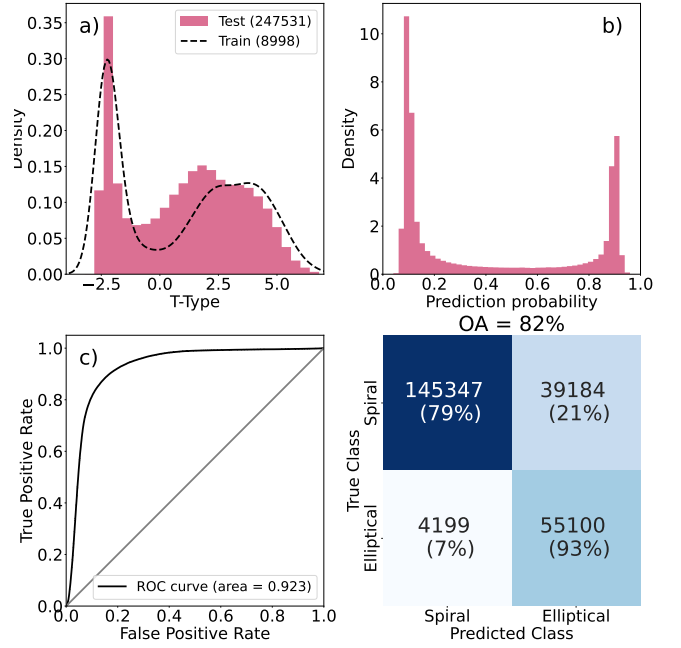 a)
Test (247531)
Train (8998)
0.35
0.30
0.25
0.20
0.15
0.10
0.05
0.00
Density
−2.5 0.0 2.5 5.0
T-Type
b)
10
8
6
4
2
0
Density
0.0 0.2 0.4 0.6 0.8 1.0
Prediction probability
c)
1.0
0.8
0.6
0.4
0.2
0.0
True Positive Rate
ROC curve (area = 0.923)
0.0 0.2 0.4 0.6 0.8 1.0
False Positive Rate
OA = 82%
True Class
Spiral
145347 39184
(79%) (21%)
Elliptical
4199 55100
(7%) (93%)
Spiral Elliptical
Predicted Class